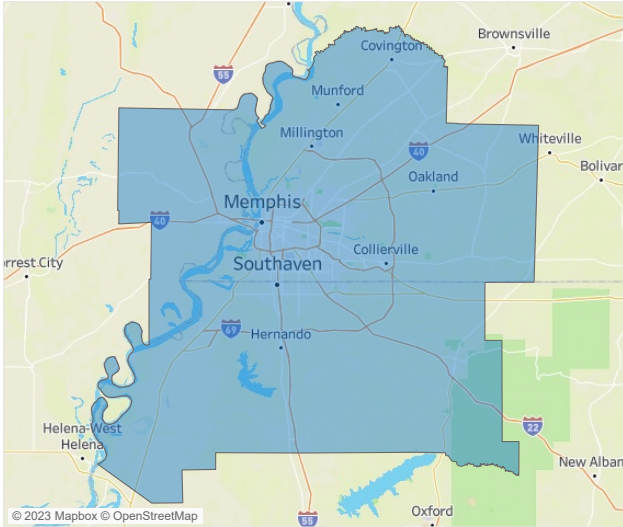 Covington
Brownsville
55
Munford
Millington
40
Whiteville
Bolivar
Oakland
Memphis
40
orrest City
Collierville
Southaven
69
Hernando
Helena-West
Helena
22
New Alban
Oxford
55
© 2023 Mapbox © OpenStreetMap